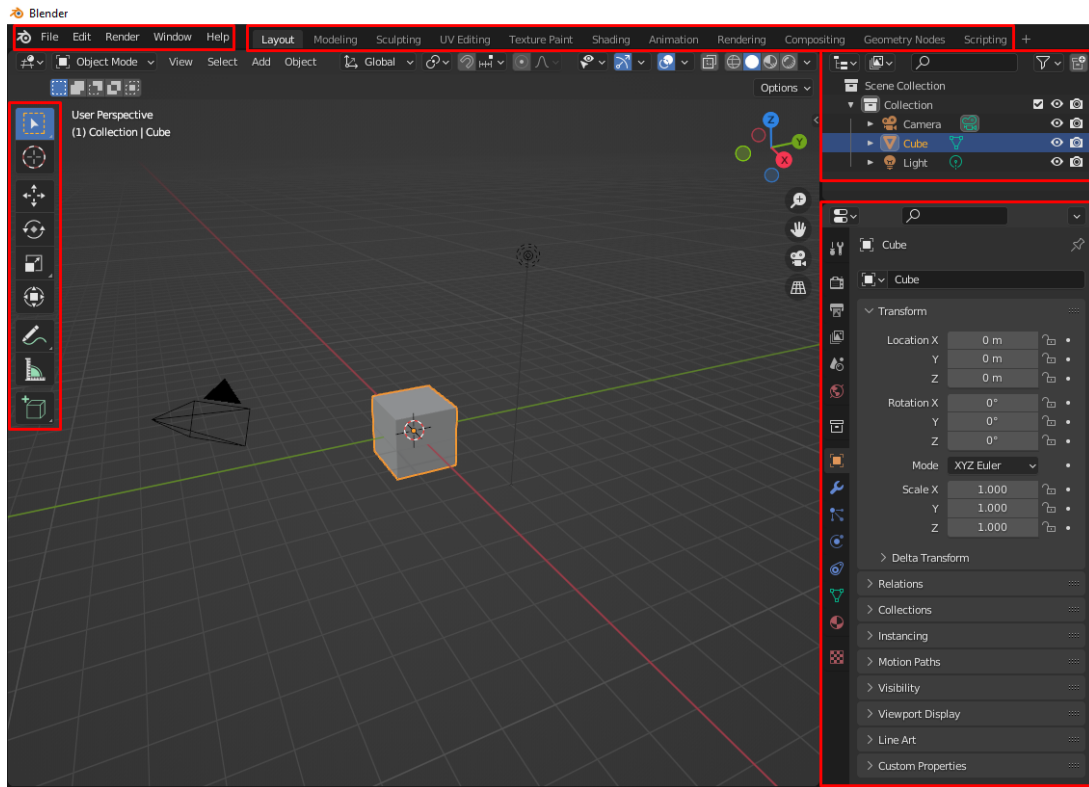 Blender
File Edit Render Window Help
Layout Modeling Sculpting UV Editing Texture Paint Shading Animation Rendering Compositing Geometry Nodes Scripting +
Object Mode View Select Add Object Global
Options
User Perspective
(1) Collection | Cube
Z
Y
X
Scene Collection
Collection
Camera
Cube
Light
Cube
Cube
Transform
Location X 0 m
Y 0 m
Z 0 m
Rotation X 0°
Y 0°
Z 0°
Mode XYZ Euler
Scale X 1.000
Y 1.000
Z 1.000
Delta Transform
Relations
Collections
Instancing
Motion Paths
Visibility
Viewport Display
Line Art
Custom Properties